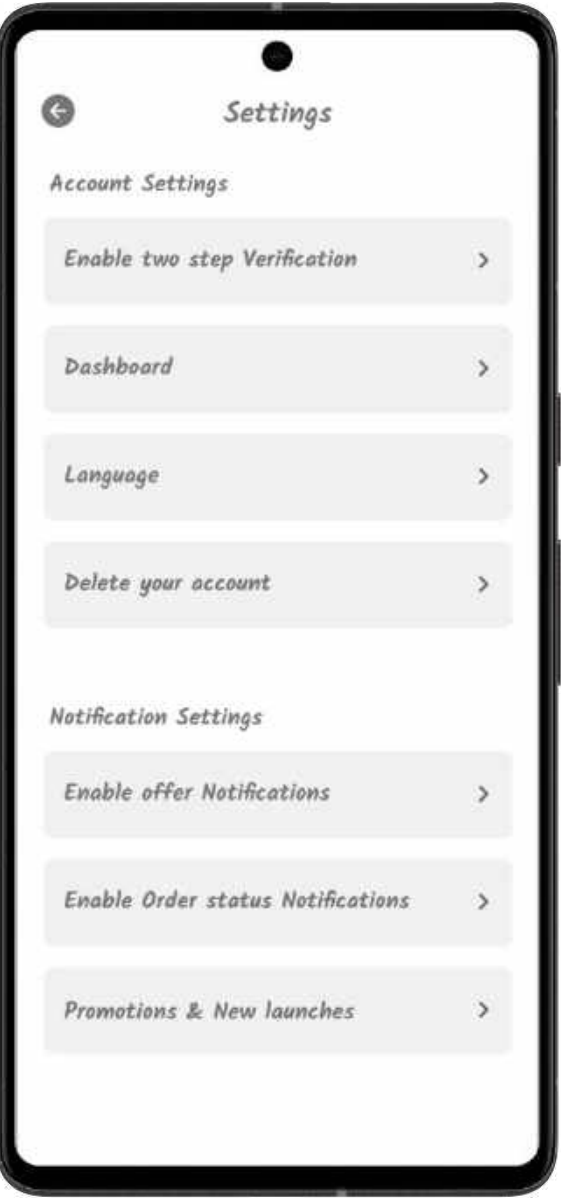 Settings
Account Settings
Enable two step Verification
Dashboard
Language
Delete your account
Notification Settings
Enable offer Notifications
Enable Order status Notifications
Promotions & New launches